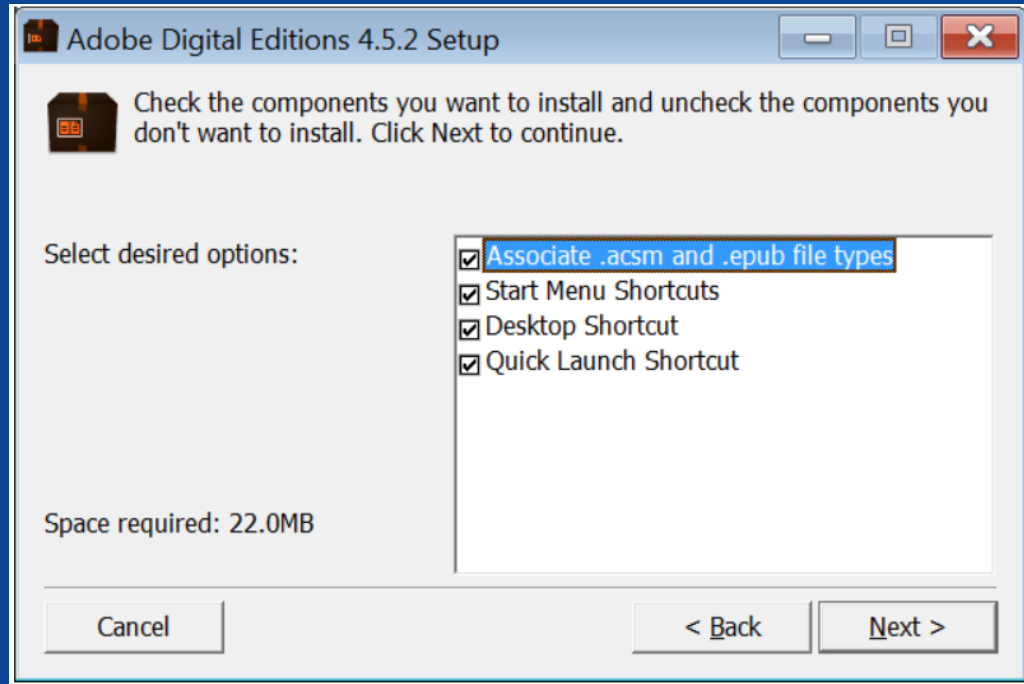 Adobe Digital Editions 4.5.2 Setup
Check the components you want to install and uncheck the components you
don't want to install. Click Next to continue.
Select desired options:
Associate .acsm and .epub file types
Start Menu Shortcuts
Desktop Shortcut
Quick Launch Shortcut
Space required: 22.0MB
Cancel
< Back
Next >